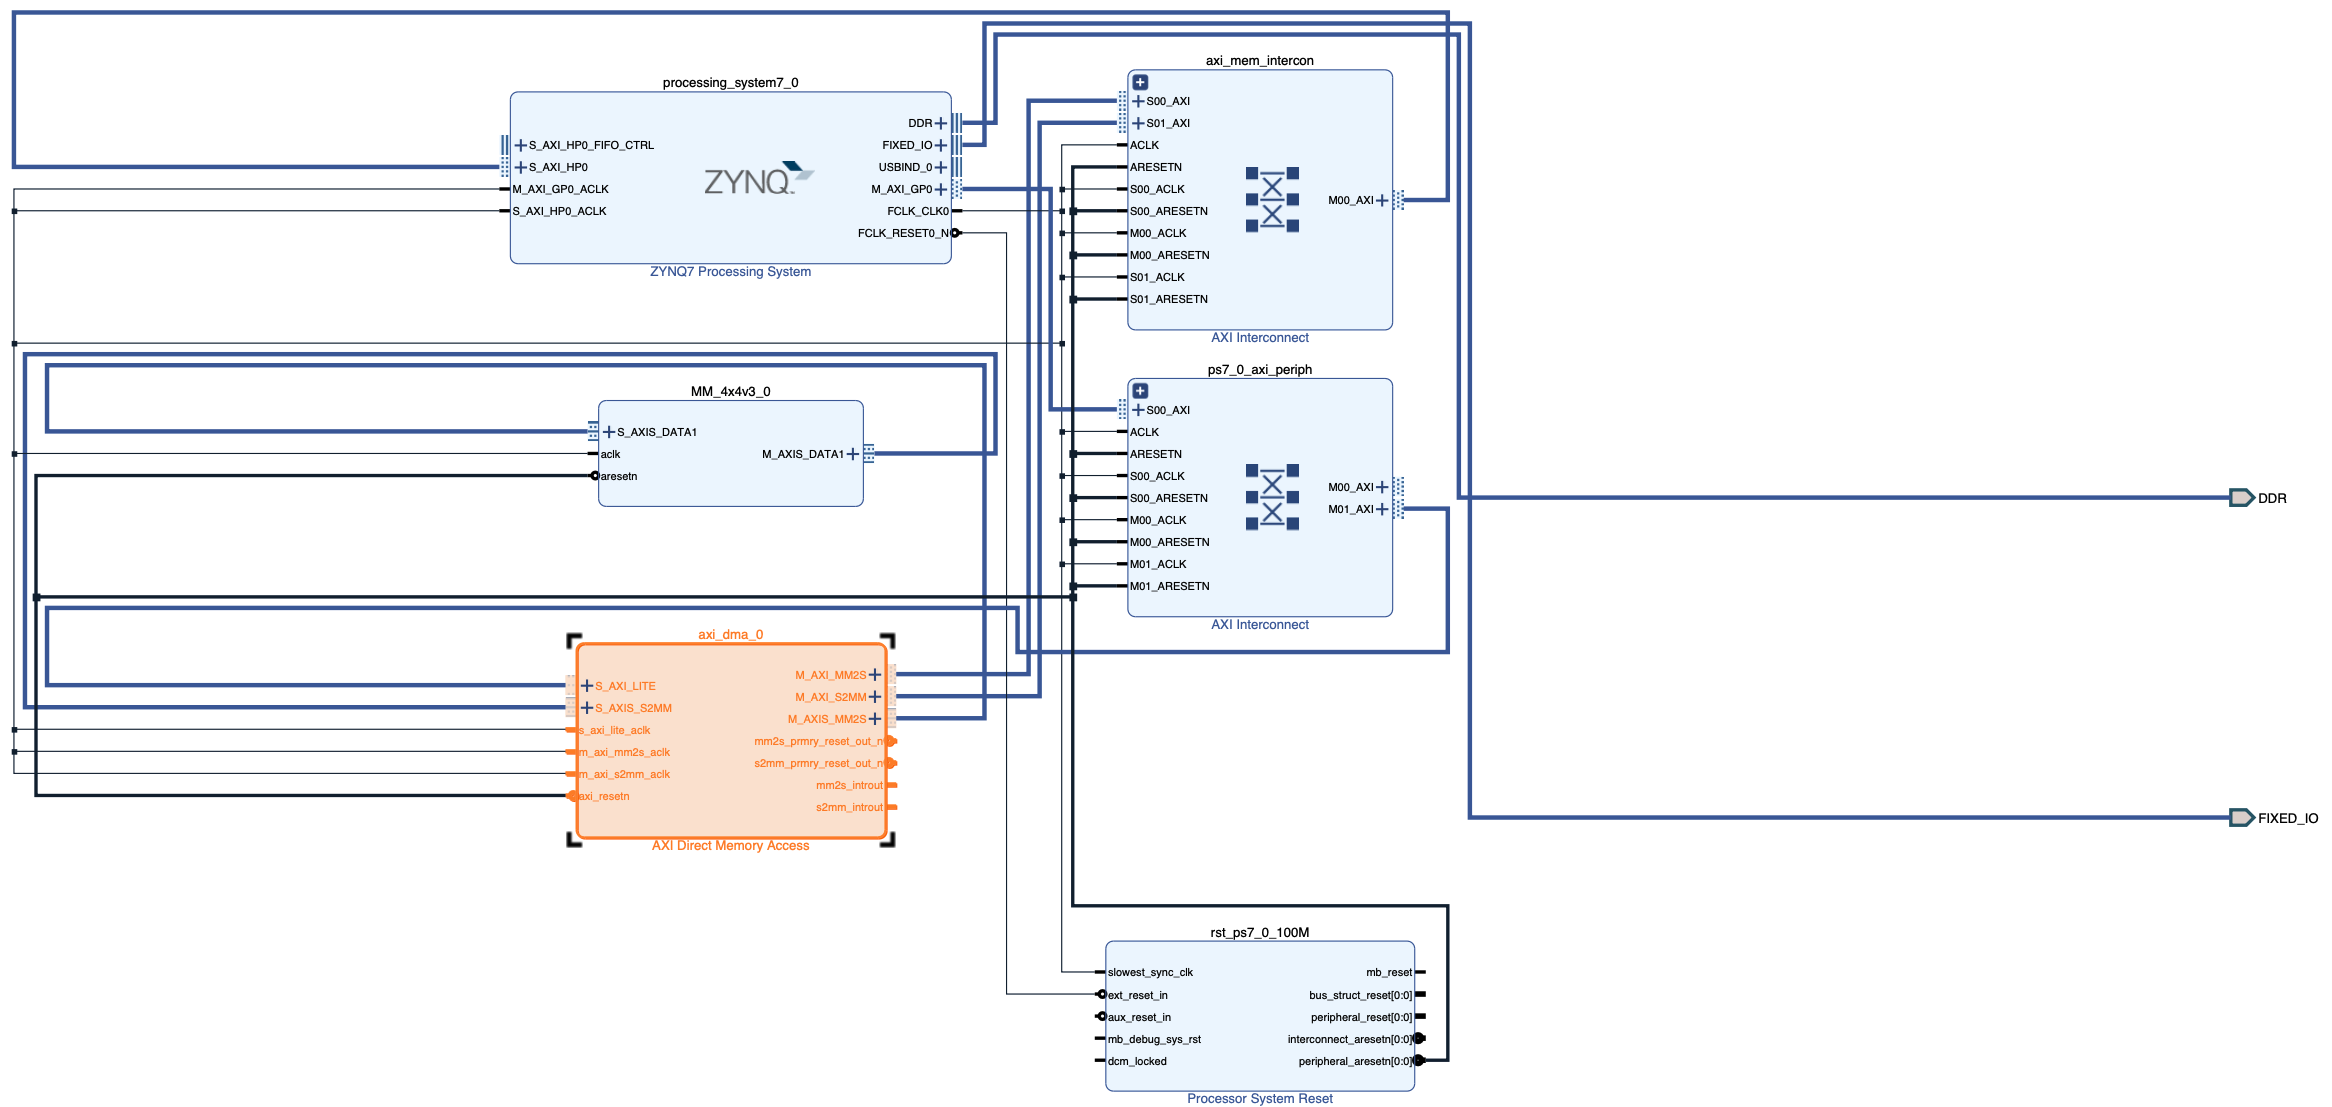 processing_system7_0
S_AXI_HP0_FIFO_CTRL
S_AXI_HP0
M_AXI_GP0_ACLK
S_AXI_HP0_ACLK
ZYNQ
DDR
FIXED_IO
USBIND_0
M_AXI_GP0
FCLK_CLK0
FCLK_RESET0_N
ZYNQ7 Processing System
axi_mem_intercon
S00_AXI
S01_AXI
ACLK
ARESETN
S00_ACLK
S00_ARESETN
M00_ACLK
M00_ARESETN
S01_ACLK
S01_ARESETN
M00_AXI
AXI Interconnect
MM_4x4v3_0
S_AXIS_DATA1
aclk
aresetn
M_AXIS_DATA1
ps7_0_axi_periph
S00_AXI
ACLK
ARESETN
S00_ACLK
S00_ARESETN
M00_ACLK
M00_ARESETN
M01_ACLK
M01_ARESETN
M00_AXI
M01_AXI
AXI Interconnect
DDR
axi_dma_0
S_AXI_LITE
S_AXIS_S2MM
s_axi_lite_aclk
m_axi_mm2s_aclk
m_axi_s2mm_aclk
axi_resetn
M_AXI_MM2S
M_AXI_S2MM
M_AXIS_MM2S
mm2s_prmry_reset_out_n
s2mm_prmry_reset_out_n
mm2s_introut
s2mm_introut
AXI Direct Memory Access
FIXED_IO
rst_ps7_0_100M
slowest_sync_clk
ext_reset_in
aux_reset_in
mb_debug_sys_rst
dcm_locked
mb_reset
bus_struct_reset[0:0]
peripheral_reset[0:0]
interconnect_aresetn[0:0]
peripheral_aresetn[0:0]
Processor System Reset